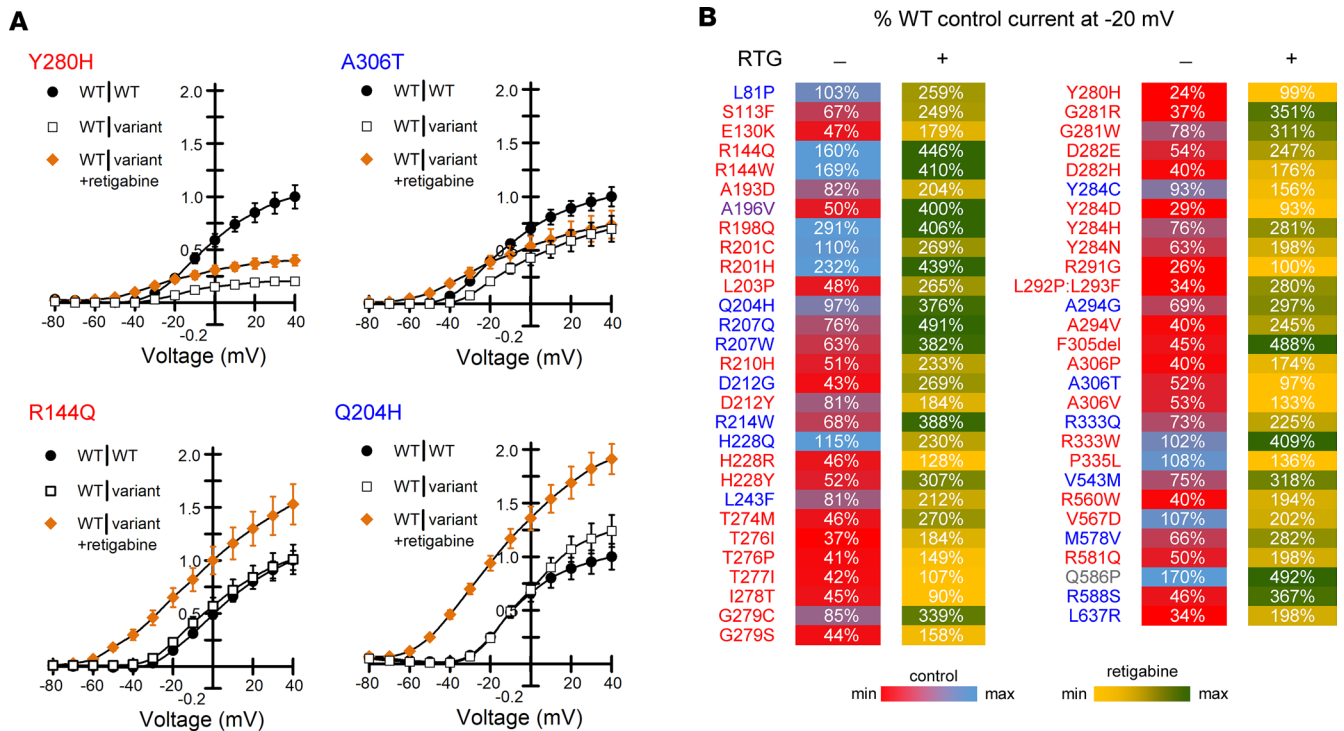 A
Y280H
WT|WT
WT|variant
WT|variant
+retigabine
2.0
1.5
1.0
0.5
-0.2
-80 -60 -40 -20 20 40
Voltage (mV)
A306T
WT|WT
WT|variant
WT|variant
+retigabine
2.0
1.5
1.0
0.5
-0.2
-80 -60 -40 -20 20 40
Voltage (mV)
R144Q
WT|WT
WT|variant
WT|variant
+retigabine
2.0
1.5
1.0
0.5
-0.2
-80 -60 -40 -20 20 40
Voltage (mV)
Q204H
WT|WT
WT|variant
WT|variant
+retigabine
2.0
1.5
1.0
0.5
-0.2
-80 -60 -40 -20 20 40
Voltage (mV)
B
% WT control current at -20 mV
RTG – +
L81P 103% 259%
S113F 67% 249%
E130K 47% 179%
R144Q 160% 446%
R144W 169% 410%
A193D 82% 204%
A196V 50% 400%
R198Q 291% 406%
R201C 110% 269%
R201H 232% 439%
L203P 48% 265%
Q204H 97% 376%
R207Q 76% 491%
R207W 63% 382%
R210H 51% 233%
D212G 43% 269%
D212Y 81% 184%
R214W 68% 388%
H228Q 115% 230%
H228R 46% 128%
H228Y 52% 307%
L243F 81% 212%
T274M 46% 270%
T276I 37% 184%
T276P 41% 149%
T277I 42% 107%
I278T 45% 90%
G279C 85% 339%
G279S 44% 158%
– +
Y280H 24% 99%
G281R 37% 351%
G281W 78% 311%
D282E 54% 247%
D282H 40% 176%
Y284C 93% 156%
Y284D 29% 93%
Y284H 76% 281%
Y284N 63% 198%
R291G 26% 100%
L292P:L293F 34% 280%
A294G 69% 297%
A294V 40% 245%
F305del 45% 488%
A306P 40% 174%
A306T 52% 97%
A306V 53% 133%
R333Q 73% 225%
R333W 102% 409%
P335L 108% 136%
V543M 75% 318%
R560W 40% 194%
V567D 107% 202%
M578V 66% 282%
R581Q 50% 198%
Q586P 170% 492%
R588S 46% 367%
L637R 34% 198%
control
min max
retigabine
min max